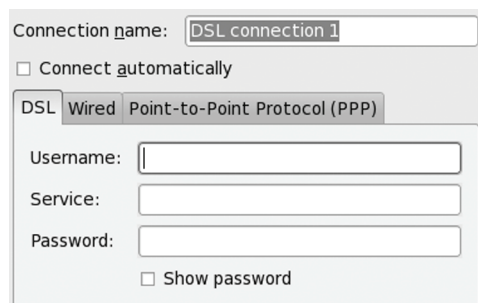 Connection name: DSL connection 1
Connect automatically
DSL Wired Point-to-Point Protocol (PPP)
Username:
Service:
Password:
Show password